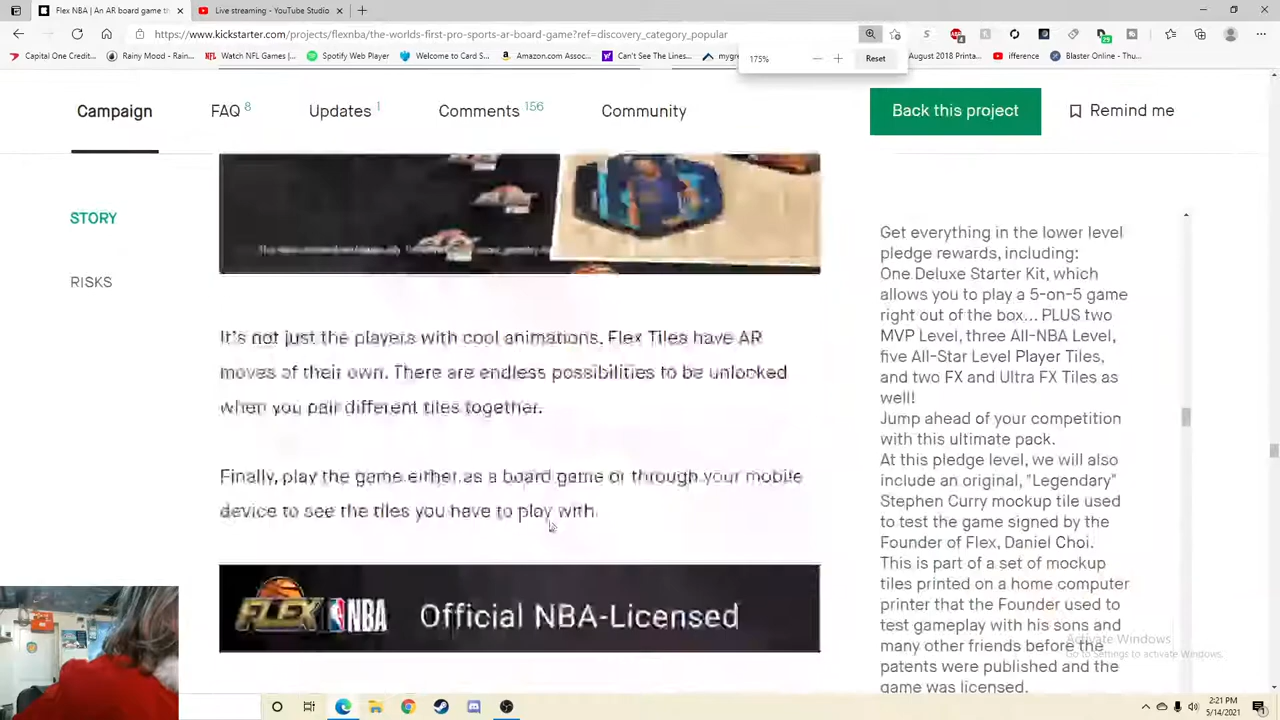 Flex NBA | An AR board game th
Live streaming - YouTube Studio
https://www.kickstarter.com/projects/flexnba/the-worlds-first-pro-sports-ar-board-game?ref=discovery_category_popular
Capital One Credit...
Rainy Mood - Rain...
Watch NFL Games |...
Spotify Web Player
Welcome to Card S...
Amazon.com Assoc...
Can't See The Lines...
mygre
August 2018 Printa...
ifference
Blaster Online - Thu...
175%
Reset
Campaign
FAQ 8
Updates 1
Comments 156
Community
Back this project
Remind me
STORY
RISKS
It's not just the players with cool animations. Flex Tiles have AR
moves of their own. There are endless possibilities to be unlocked
when you pair different tiles together.
Finally, play the game either as a board game or through your mobile
device to see the tiles you have to play with.
FLEX NBA Official NBA-Licensed
Get everything in the lower level
pledge rewards, including:
One Deluxe Starter Kit, which
allows you to play a 5-on-5 game
right out of the box... PLUS two
MVP Level, three All-NBA Level,
five All-Star Level Player Tiles,
and two FX and Ultra FX Tiles as
well!
Jump ahead of your competition
with this ultimate pack.
At this pledge level, we will also
include an original, "Legendary"
Stephen Curry mockup tile used
to test the game signed by the
Founder of Flex, Daniel Choi.
This is part of a set of mockup
tiles printed on a home computer
printer that the Founder used to
test gameplay with his sons and
many other friends before the
patents were published and the
game was licensed.
Activate Windows
Go to Settings to activate Windows.
2:21 PM
5/14/2021